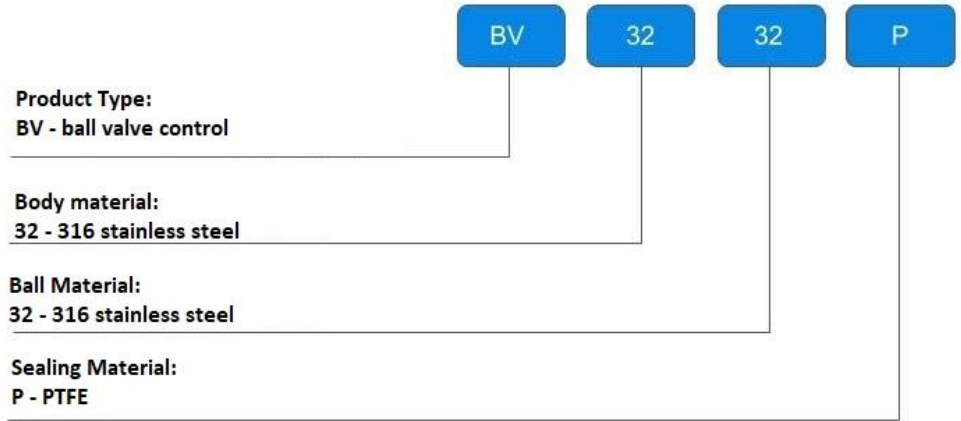 BV 32 32 P
Product Type:
BV - ball valve control
Body material:
32 - 316 stainless steel
Ball Material:
32 - 316 stainless steel
Sealing Material:
P - PTFE